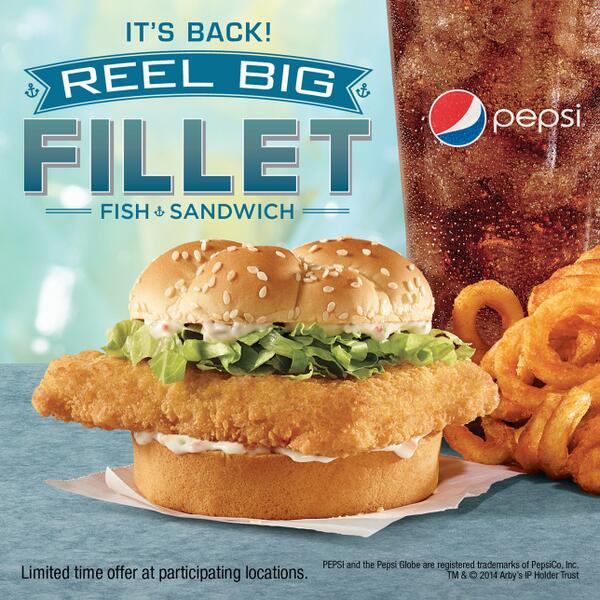 IT'S BACK!
REEL BIG
FILLET
FISH SANDWICH
pepsi
Limited time offer at participating locations.
PEPSI and the Pepsi Globe are registered trademarks of PepsiCo, Inc.
TM & © 2014 Arby's IP Holder Trust